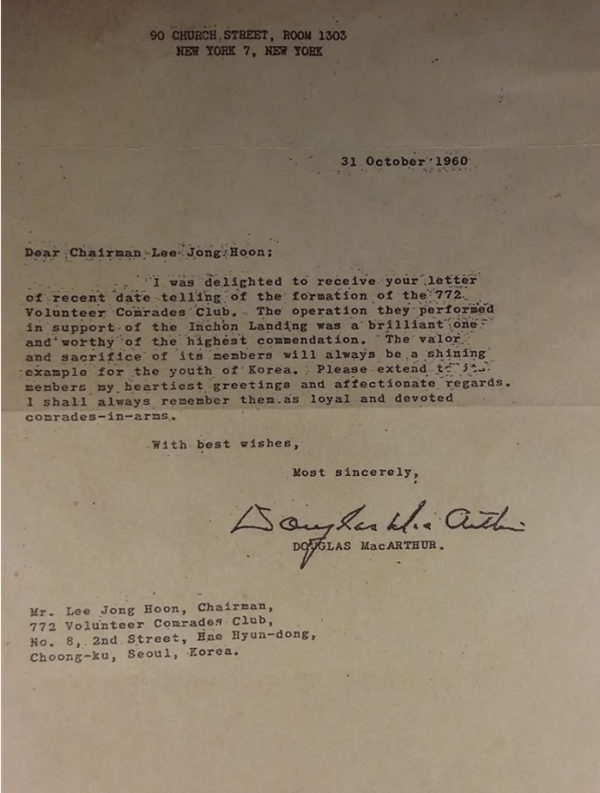 90 CHURCH STREET, ROOM 1303
NEW YORK 7, NEW YORK
31 October 1960
Dear Chairman Lee Jong Hoon;
I was delighted to receive your letter
of recent date telling of the formation of the 772
Volunteer Comrades Club. The operation they performed
in support of the Inchon Landing was a brilliant one
and worthy of the highest commendation. The valor
and sacrifice of its members will always be a shining
example for the youth of Korea. Please extend to its
members my heartiest greetings and affectionate regards.
I shall always remember them as loyal and devoted
comrades-in-arms.
With best wishes,
Most sincerely,
Douglas MacArthur
DOUGLAS MacARTHUR.
Mr. Lee Jong Hoon, Chairman,
772 Volunteer Comrades Club,
No. 8, 2nd Street, Hae Hyun-dong,
Choong-ku, Seoul, Korea.